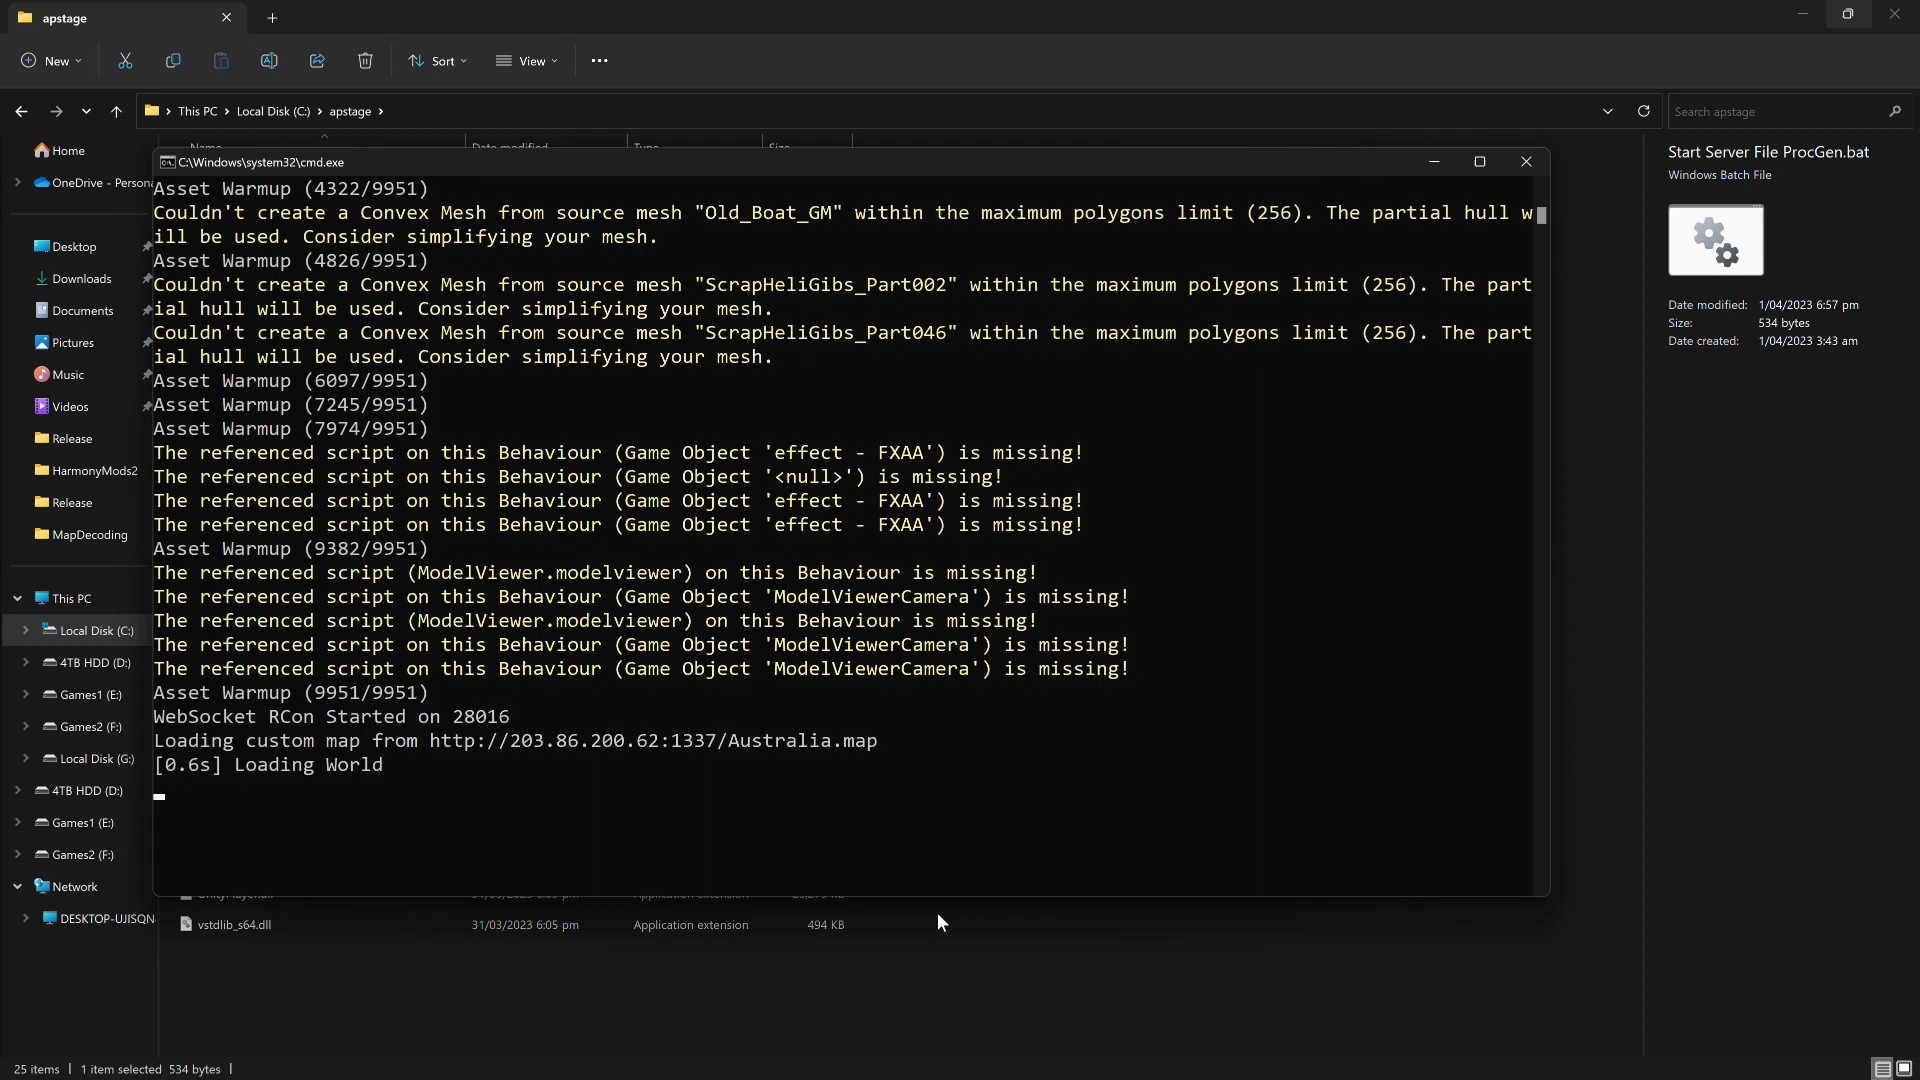 apstage
New
Sort
View
This PC > Local Disk (C:) > apstage >
Search apstage
Home
OneDrive - Persona
Desktop
Downloads
Documents
Pictures
Music
Videos
Release
HarmonyMods2
Release
MapDecoding
This PC
Local Disk (C:)
4TB HDD (D:)
Games1 (E:)
Games2 (F:)
Local Disk (G:)
4TB HDD (D:)
Games1 (E:)
Games2 (F:)
Network
DESKTOP-UJISQN
Name Date modified Type Size
C:\Windows\system32\cmd.exe
Asset Warmup (4322/9951)
Couldn't create a Convex Mesh from source mesh "Old_Boat_GM" within the maximum polygons limit (256). The partial hull w
ill be used. Consider simplifying your mesh.
Asset Warmup (4826/9951)
Couldn't create a Convex Mesh from source mesh "ScrapHeliGibs_Part002" within the maximum polygons limit (256). The part
ial hull will be used. Consider simplifying your mesh.
Couldn't create a Convex Mesh from source mesh "ScrapHeliGibs_Part046" within the maximum polygons limit (256). The part
ial hull will be used. Consider simplifying your mesh.
Asset Warmup (6097/9951)
Asset Warmup (7245/9951)
Asset Warmup (7974/9951)
The referenced script on this Behaviour (Game Object 'effect - FXAA') is missing!
The referenced script on this Behaviour (Game Object '<null>') is missing!
The referenced script on this Behaviour (Game Object 'effect - FXAA') is missing!
The referenced script on this Behaviour (Game Object 'effect - FXAA') is missing!
Asset Warmup (9382/9951)
The referenced script (ModelViewer.modelviewer) on this Behaviour is missing!
The referenced script on this Behaviour (Game Object 'ModelViewerCamera') is missing!
The referenced script (ModelViewer.modelviewer) on this Behaviour is missing!
The referenced script on this Behaviour (Game Object 'ModelViewerCamera') is missing!
The referenced script on this Behaviour (Game Object 'ModelViewerCamera') is missing!
Asset Warmup (9951/9951)
WebSocket RCon Started on 28016
Loading custom map from http://203.86.200.62:1337/Australia.map
[0.6s] Loading World
vstdlib_s64.dll 31/03/2023 6:05 pm Application extension 494 KB
Start Server File ProcGen.bat
Windows Batch File
Date modified: 1/04/2023 6:57 pm
Size: 534 bytes
Date created: 1/04/2023 3:43 am
25 items
1 item selected 534 bytes